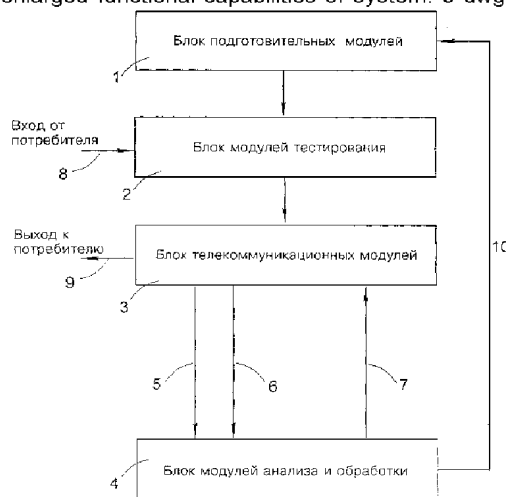 enlarged functional capabilities of system. 3 dwg
Блок подготовительных модулей
1
10
Вход от
потребителя
8
Блок модулей тестирования
2
Выход к
потребителю
9
Блок телекоммуникационных модулей
3
5
6
7
4
Блок модулей анализа и обработки